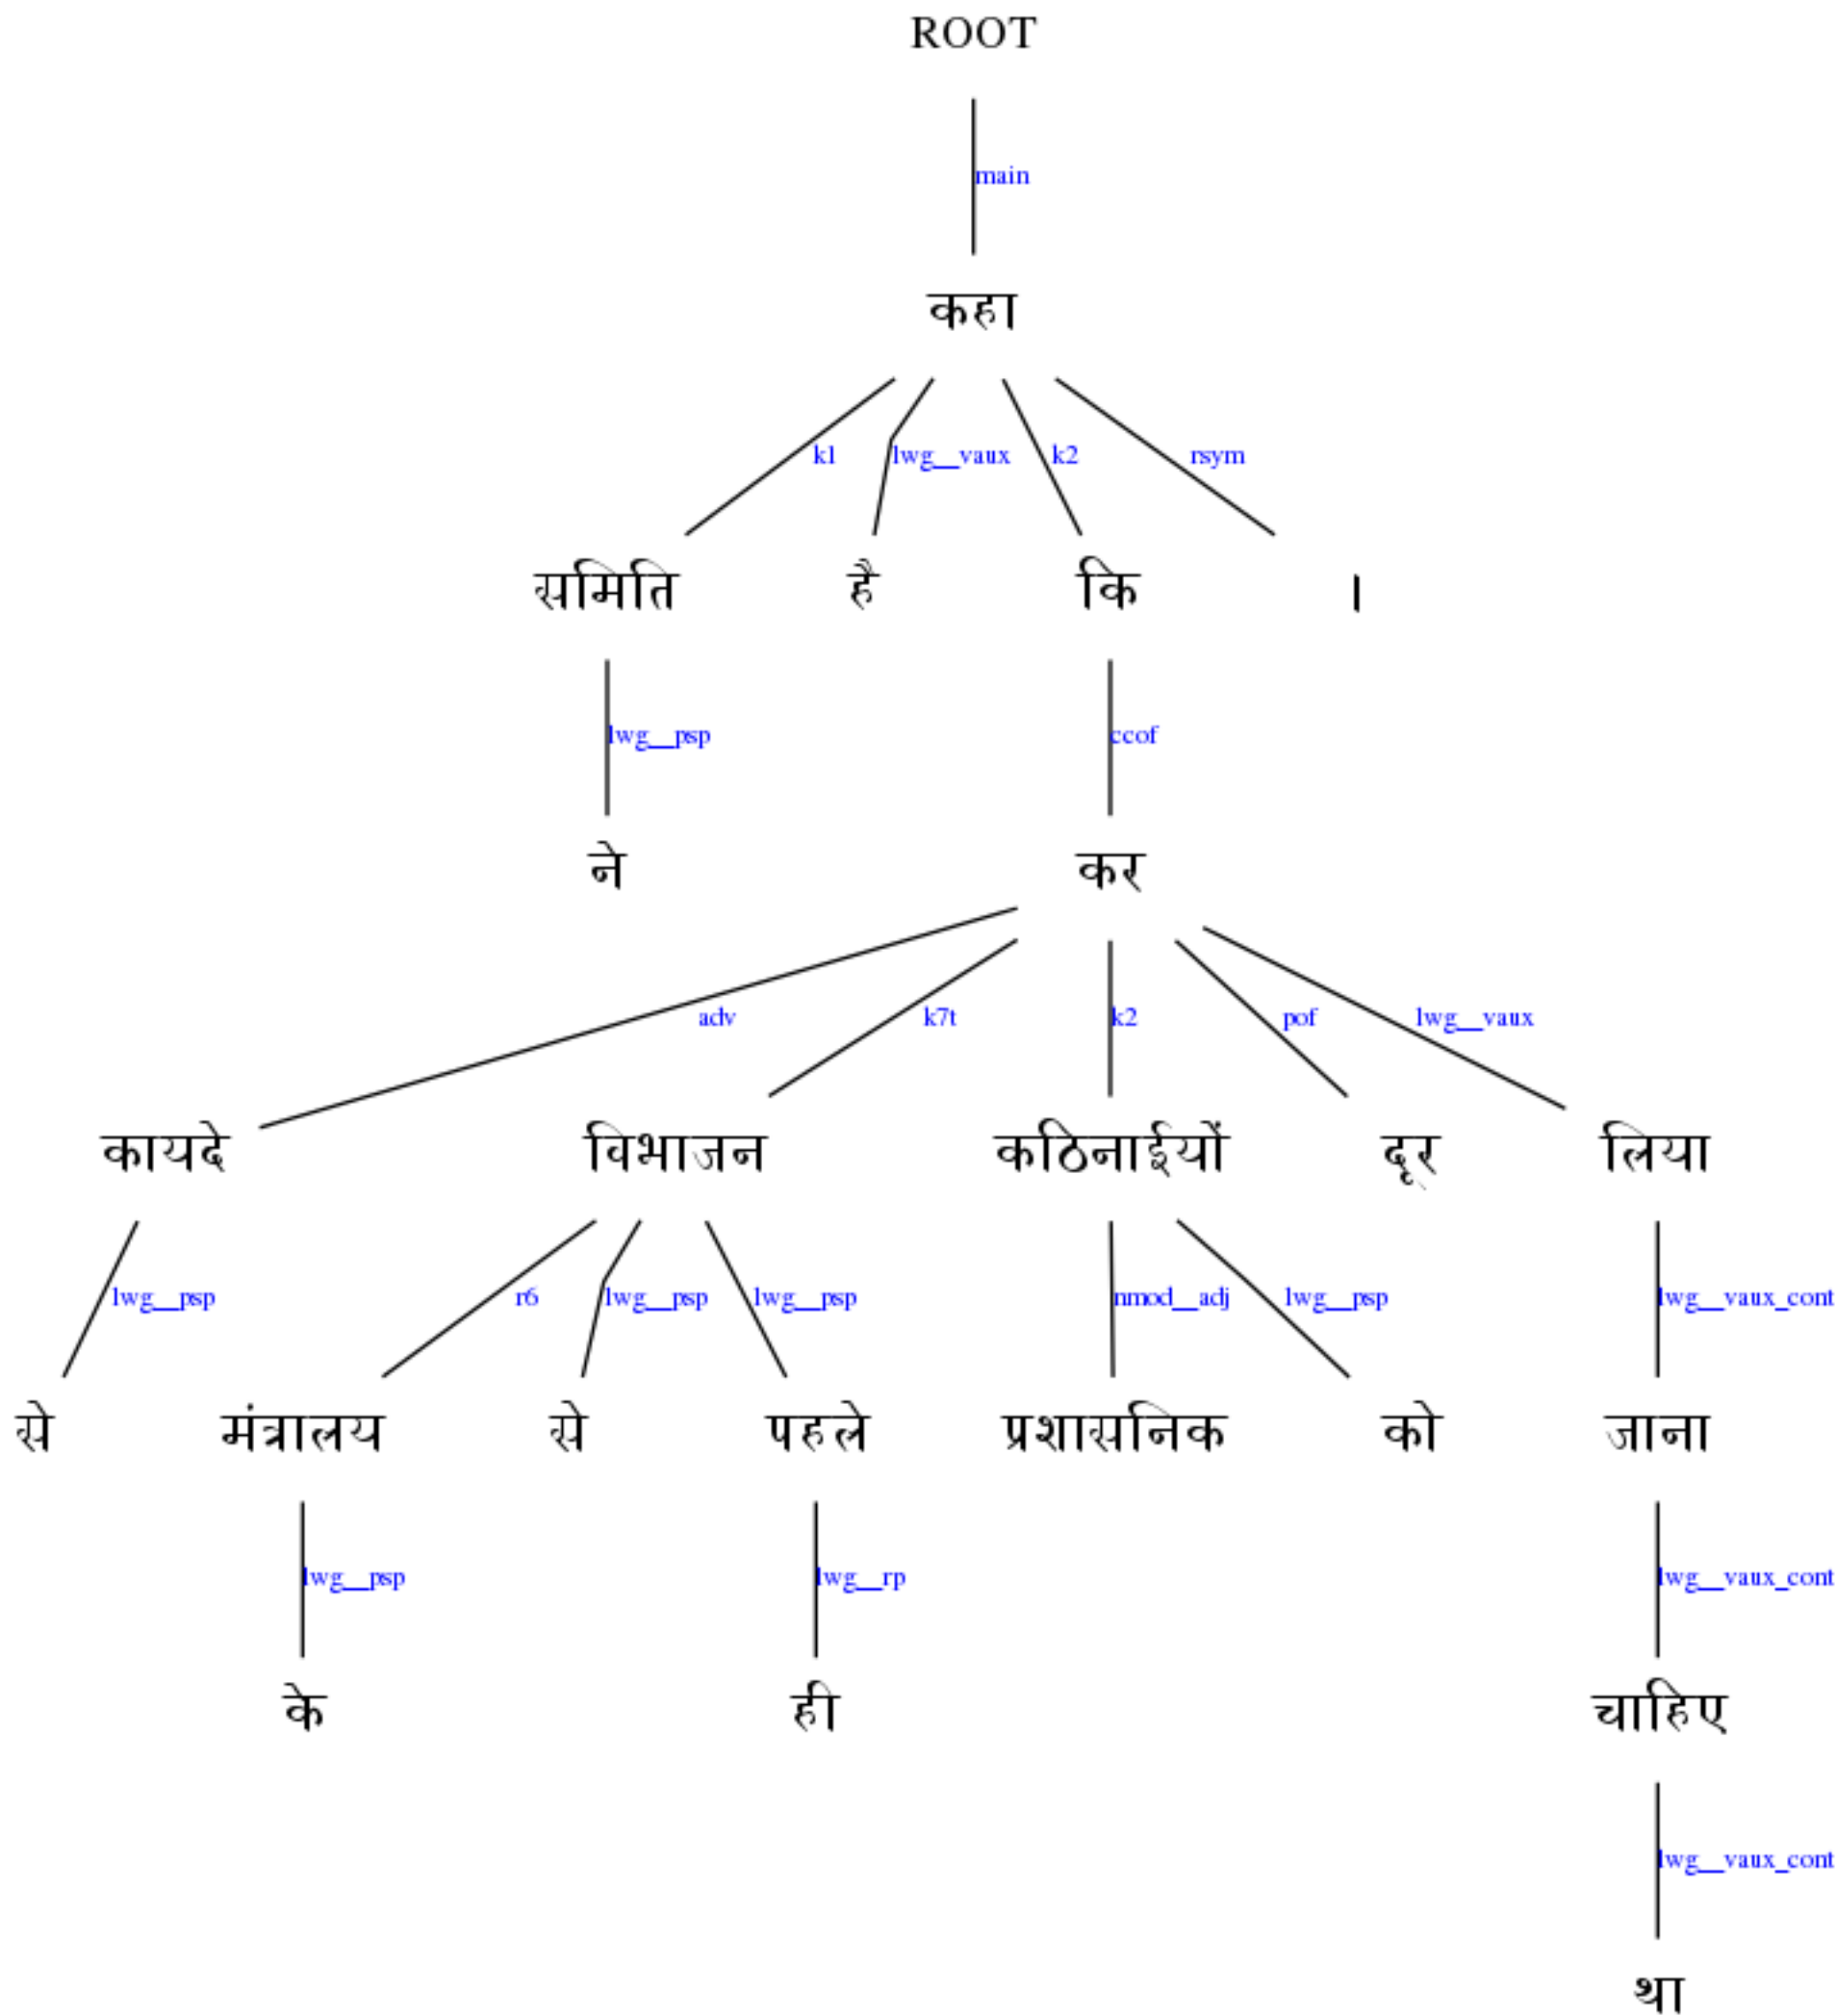 ROOT
main
कहा
k1 lwg__vaux k2 rsym
समिति है कि ।
lwg__psp ccof
ने कर
adv k7t k2 pof lwg__vaux
कायदे विभाजन कठिनाईयों दूर लिया
lwg__psp r6 lwg__psp lwg__psp nmod__adj lwg__psp lwg__vaux_cont
से मंत्रालय से पहले प्रशासनिक को जाना
lwg__psp lwg__rp lwg__vaux_cont
के ही चाहिए
lwg__vaux_cont
था